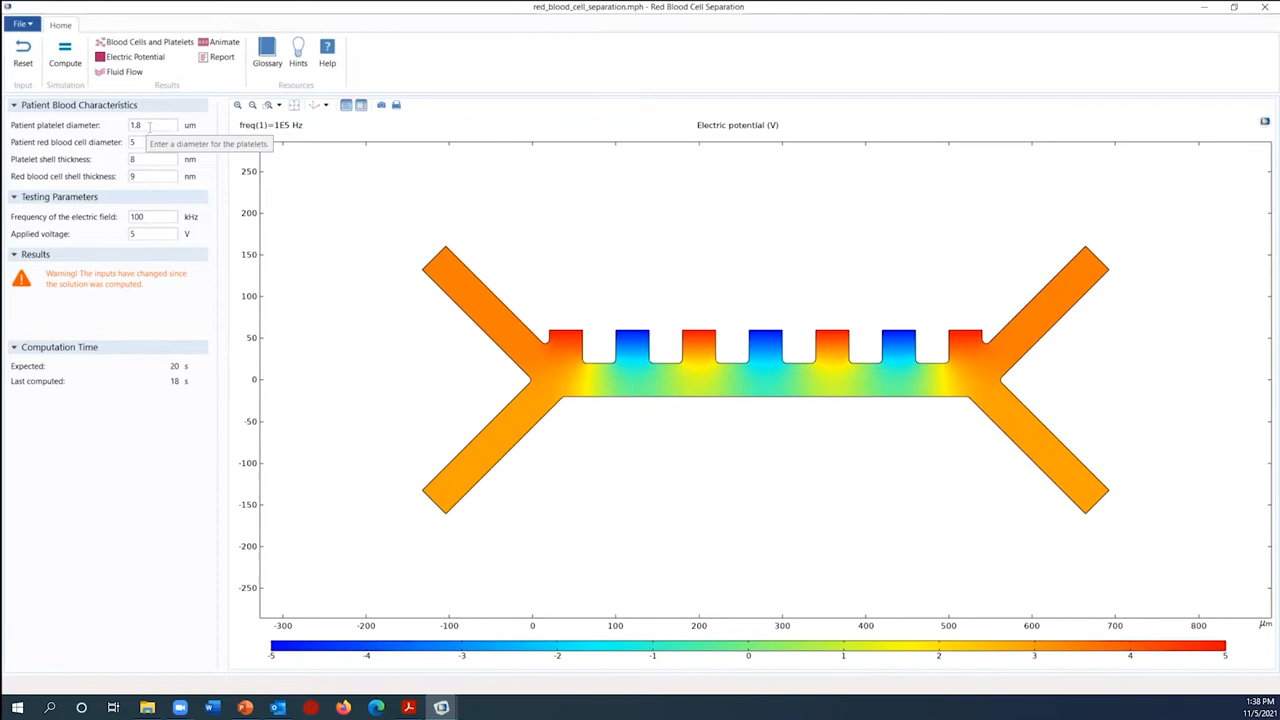 red_blood_cell_separation.mph - Red Blood Cell Separation
File Home
Reset
Compute
Blood Cells and Platelets
Electric Potential
Fluid Flow
Animate
Report
Glossary
Hints
Help
Input Simulation Results Resources
Patient Blood Characteristics
Patient platelet diameter: 1.8 um
Patient red blood cell diameter: 5
Enter a diameter for the platelets.
Platelet shell thickness: 8 nm
Red blood cell shell thickness: 9 nm
Testing Parameters
Frequency of the electric field: 100 kHz
Applied voltage: 5 V
Results
Warning! The inputs have changed since
the solution was computed.
Computation Time
Expected: 20 s
Last computed: 18 s
freq(1)=1E5 Hz Electric potential (V)
250
200
150
100
50
0
-50
-100
-150
-200
-250
-300 -200 -100 0 100 200 300 400 500 600 700 800 µm
-5 -4 -3 -2 -1 0 1 2 3 4 5
1:38 PM
11/5/2021